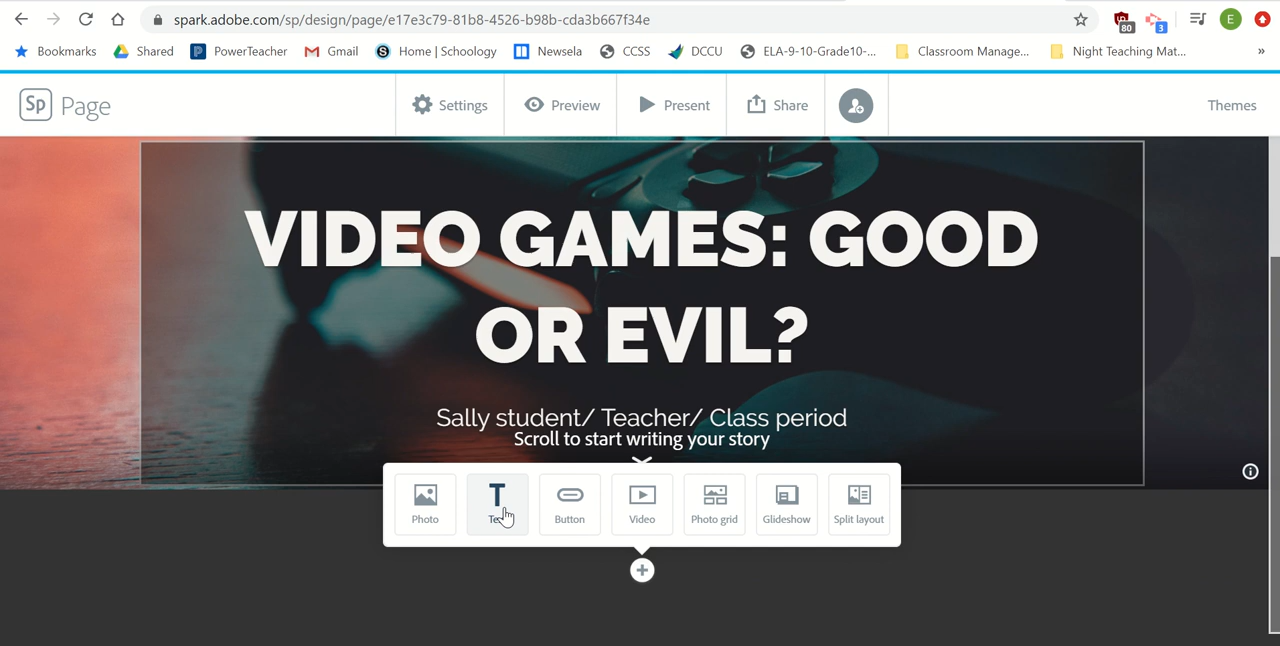 spark.adobe.com/sp/design/page/e17e3c79-81b8-4526-b98b-cda3b667f34e
80
3
E
Bookmarks Shared PowerTeacher Gmail Home | Schoology Newsela CCSS DCCU ELA-9-10-Grade10-... Classroom Manage... Night Teaching Mat... »
Sp Page Settings Preview Present Share Themes
VIDEO GAMES: GOOD
OR EVIL?
Sally student/ Teacher/ Class period
Scroll to start writing your story
Photo Button Video Photo grid Glideshow Split layout